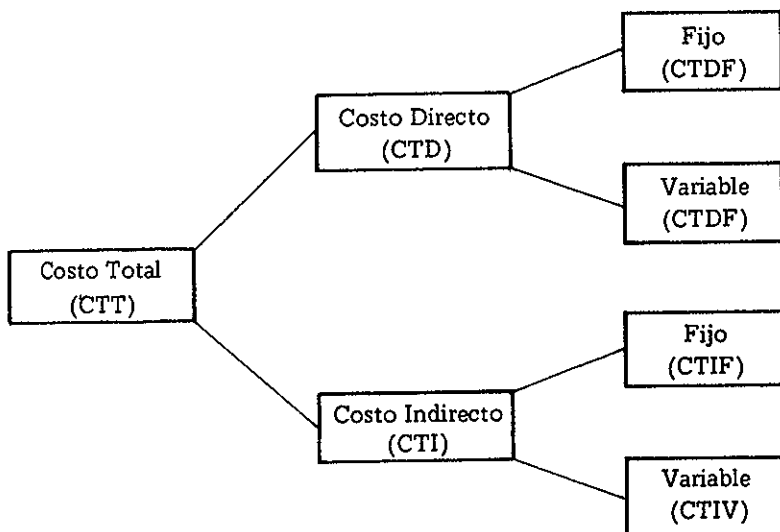 Fijo
(CTDF)
Costo Directo
(CTD)
Variable
(CTDF)
Costo Total
(CTT)
Fijo
(CTIF)
Costo Indirecto
(CTI)
Variable
(CTIV)